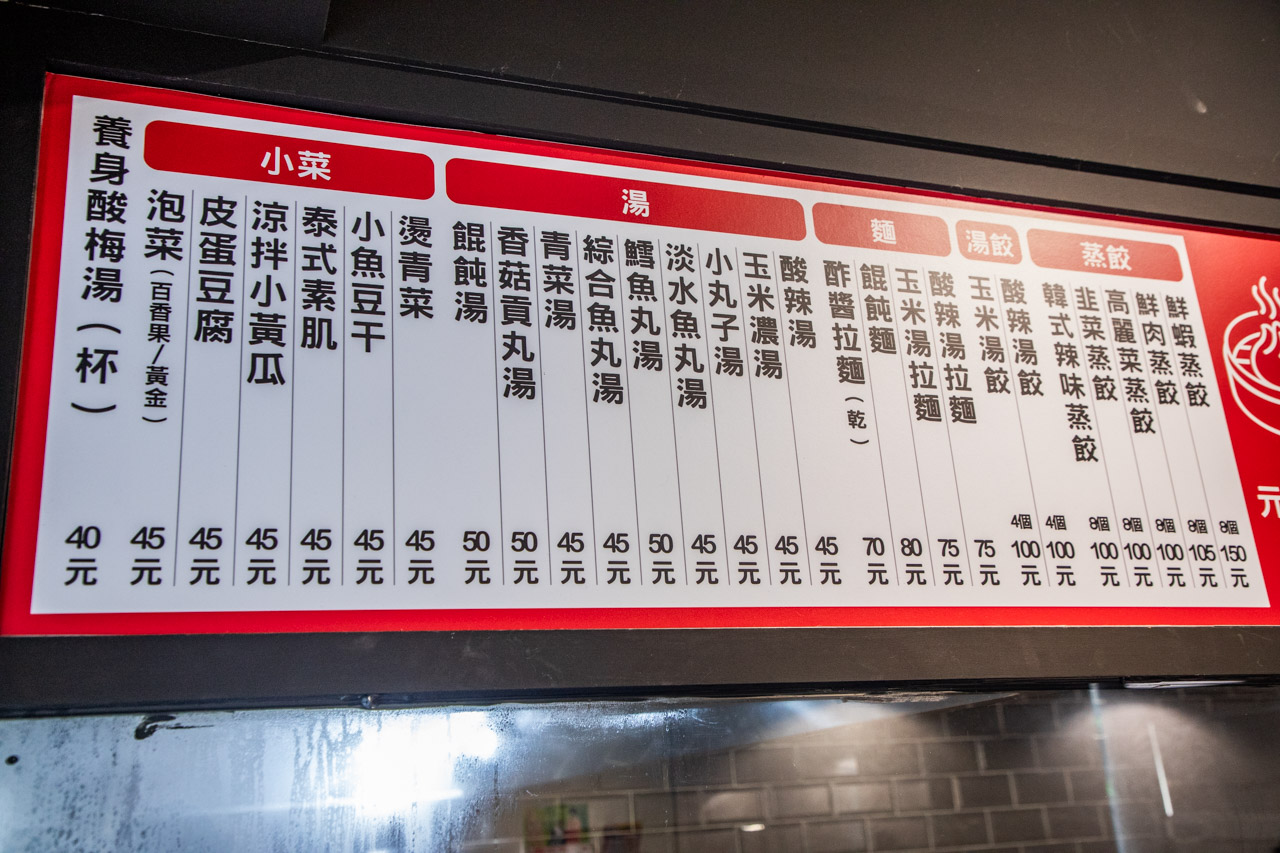 元
蒸餃
鮮蝦蒸餃 8個 150元
鮮肉蒸餃 8個 105元
高麗菜蒸餃 8個 100元
韭菜蒸餃 8個 100元
韓式辣味蒸餃 8個 100元
湯餃
酸辣湯餃 4個 100元
玉米湯餃 4個 100元
麵
酸辣湯拉麵 75元
玉米湯拉麵 75元
餛飩麵 80元
酢醬拉麵(乾) 70元
湯
酸辣湯 45元
玉米濃湯 45元
小丸子湯 45元
淡水魚丸湯 45元
鱈魚丸湯 50元
綜合魚丸湯 45元
青菜湯 45元
香菇貢丸湯 50元
餛飩湯 50元
小菜
燙青菜 45元
小魚豆干 45元
泰式素肌 45元
涼拌小黃瓜 45元
皮蛋豆腐 45元
泡菜(百香果/黃金) 45元
養身酸梅湯(杯) 40元